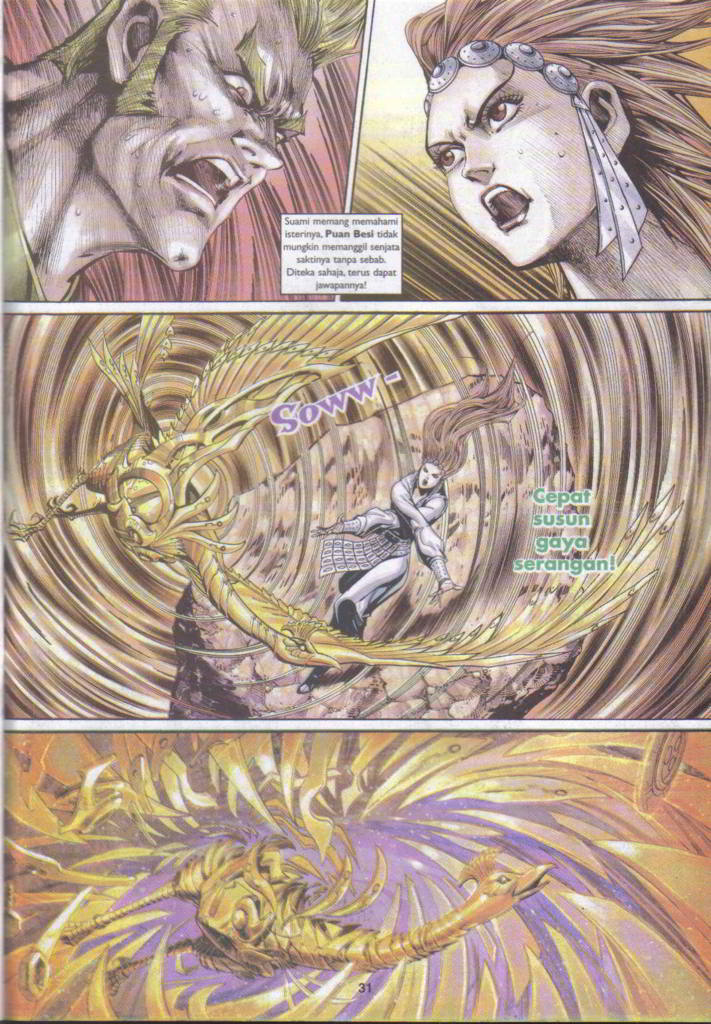 Suami memang memahami
isterinya, Puan Besi tidak
mungkin memanggil senjata
saktinya tanpa sebab.
Diteka sahaja, terus dapat
jawapannya!
Soww-
Cepat
susun
gaya
serangan!
31